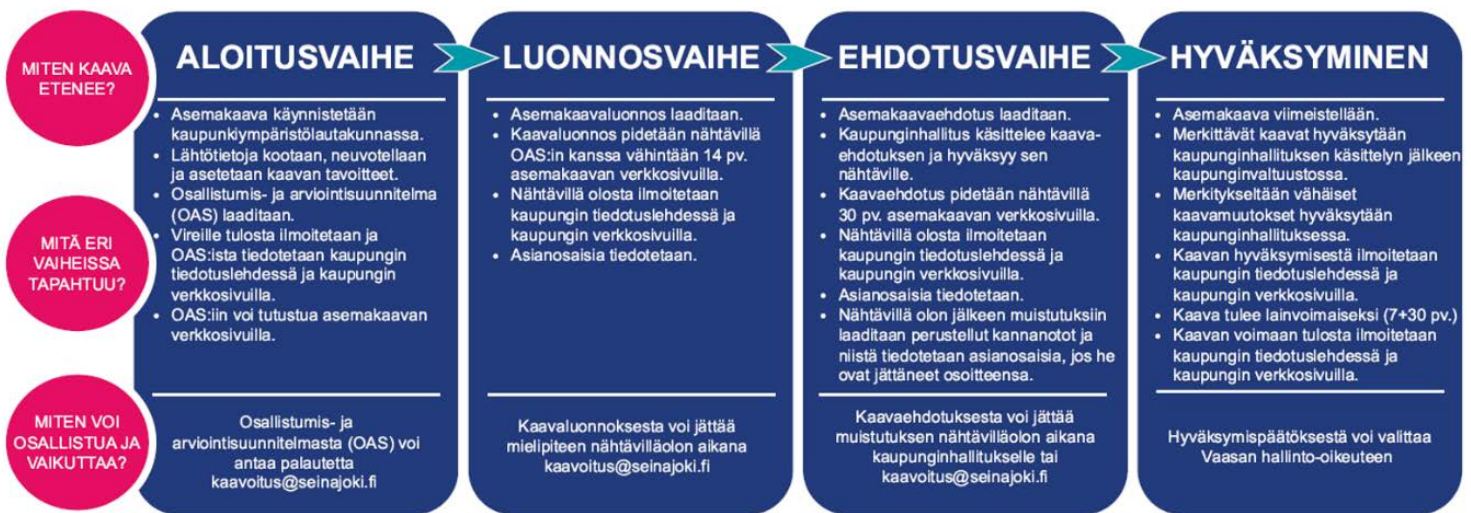 MITEN KAAVA
ETENEE?
MITÄ ERI
VAIHEISSA
TAPAHTUU?
MITEN VOI
OSALLISTUA JA
VAIKUTTAA?
ALOITUSVAIHE
• Asemakaava käynnistetään
kaupunkiympäristölautakunnassa.
• Lähtötietoja kootaan, neuvotellaan
ja asetetaan kaavan tavoitteet.
• Osallistumis- ja arviointisuunnitelma
(OAS) laaditaan.
• Vireille tulosta ilmoitetaan ja
OAS:ista tiedotetaan kaupungin
tiedotuslehdessä ja kaupungin
verkkosivuilla.
• OAS:iin voi tutustua asemakaavan
verkkosivuilla.
Osallistumis- ja
arviointisuunnitelmasta (OAS) voi
antaa palautetta
kaavoitus@seinajoki.fi
LUONNOSVAIHE
• Asemakaavaluonnos laaditaan.
• Kaavaluonnos pidetään nähtävillä
OAS:in kanssa vähintään 14 pv.
asemakaavan verkkosivuilla.
• Nähtävillä olosta ilmoitetaan
kaupungin tiedotuslehdessä ja
kaupungin verkkosivuilla.
• Asianosaisia tiedotetaan.
Kaavaluonnoksesta voi jättää
mielipiteen nähtävilläolon aikana
kaavoitus@seinajoki.fi
EHDOTUSVAIHE
• Asemakaavaehdotus laaditaan.
• Kaupunginhallitus käsittelee kaava-
ehdotuksen ja hyväksyy sen
nähtäville.
• Kaavaehdotus pidetään nähtävillä
30 pv. asemakaavan verkkosivuilla.
• Nähtävillä olosta ilmoitetaan
kaupungin tiedotuslehdessä ja
kaupungin verkkosivuilla.
• Asianosaisia tiedotetaan.
• Nähtävillä olon jälkeen muistutuksiin
laaditaan perustellut kannanotot ja
niistä tiedotetaan asianosaisia, jos he
ovat jättäneet osoitteensa.
Kaavaehdotuksesta voi jättää
muistutuksen nähtävilläolon aikana
kaupunginhallitukselle tai
kaavoitus@seinajoki.fi
HYVÄKSYMINEN
• Asemakaava viimeistellään.
• Merkittävät kaavat hyväksytään
kaupunginhallituksen käsittelyn jälkeen
kaupunginvaltuustossa.
• Merkitykseltään vähäiset
kaavamuutokset hyväksytään
kaupunginhallituksessa.
• Kaavan hyväksymisestä ilmoitetaan
kaupungin tiedotuslehdessä ja
kaupungin verkkosivuilla.
• Kaava tulee lainvoimaiseksi (7+30 pv.)
• Kaavan voimaan tulosta ilmoitetaan
kaupungin tiedotuslehdessä ja
kaupungin verkkosivuilla.
Hyväksymispäätöksestä voi valittaa
Vaasan hallinto-oikeuteen